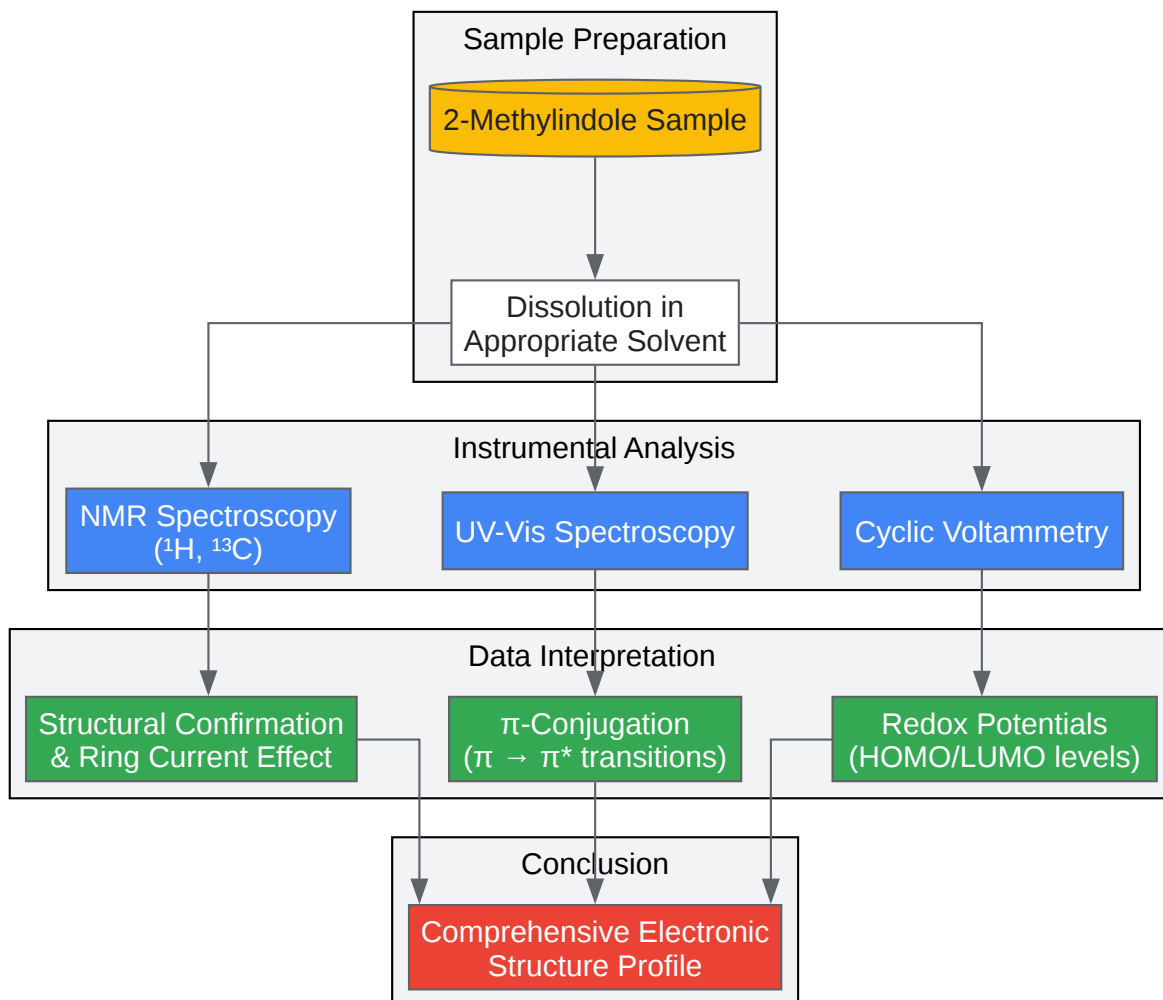 Sample Preparation
2-Methylindole Sample
Dissolution in
Appropriate Solvent
Instrumental Analysis
NMR Spectroscopy
(¹H, ¹³C)
UV-Vis Spectroscopy
Cyclic Voltammetry
Data Interpretation
Structural Confirmation
& Ring Current Effect
π-Conjugation
(π → π* transitions)
Redox Potentials
(HOMO/LUMO levels)
Conclusion
Comprehensive Electronic
Structure Profile